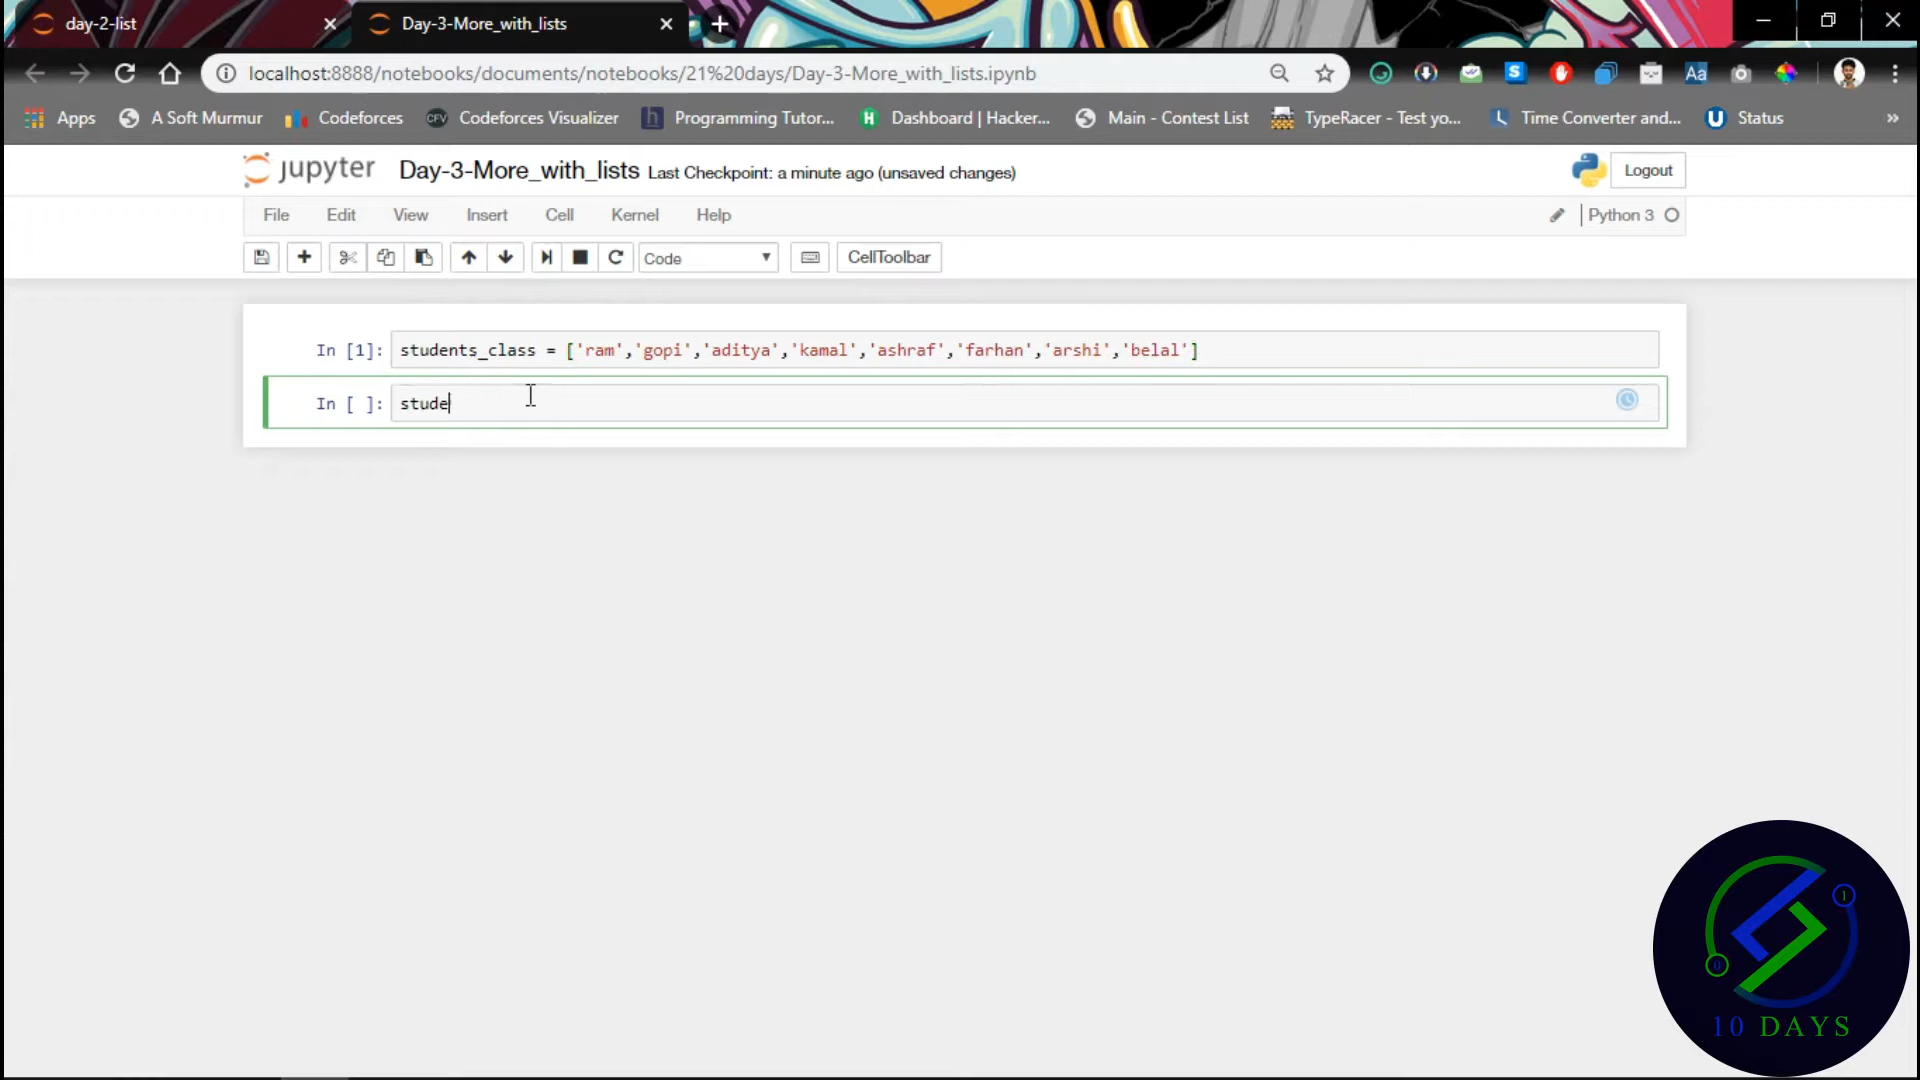 day-2-list
Day-3-More_with_lists
localhost:8888/notebooks/documents/notebooks/21%20days/Day-3-More_with_lists.ipynb
Apps A Soft Murmur Codeforces CFV Codeforces Visualizer Programming Tutor... Dashboard | Hacker... Main - Contest List TypeRacer - Test yo... Time Converter and... Status »
jupyter Day-3-More_with_lists Last Checkpoint: a minute ago (unsaved changes) Logout
File Edit View Insert Cell Kernel Help Python 3
Code CellToolbar
In [1]: students_class = ['ram','gopi','aditya','kamal','ashraf','farhan','arshi','belal']
In [ ]: stude
1
0
10 DAYS